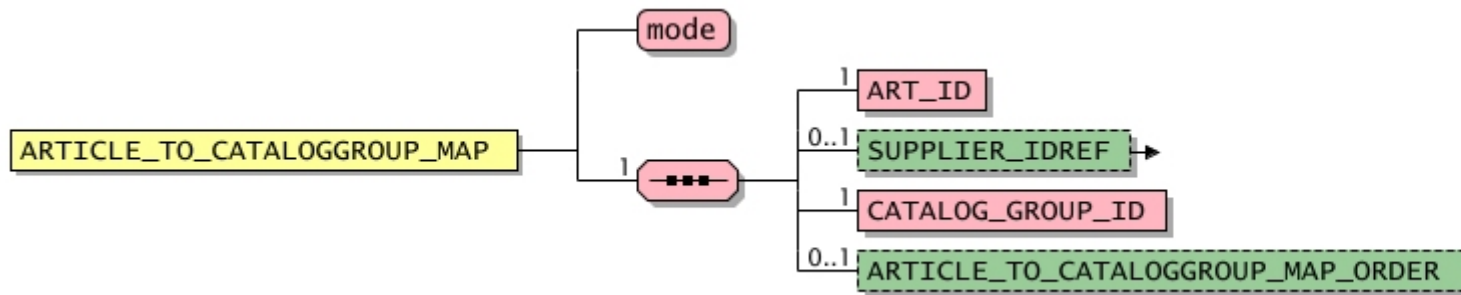 mode
1
ART_ID
0..1
SUPPLIER_IDREF
ARTICLE_TO_CATALOGGROUP_MAP
1
1
CATALOG_GROUP_ID
0..1
ARTICLE_TO_CATALOGGROUP_MAP_ORDER